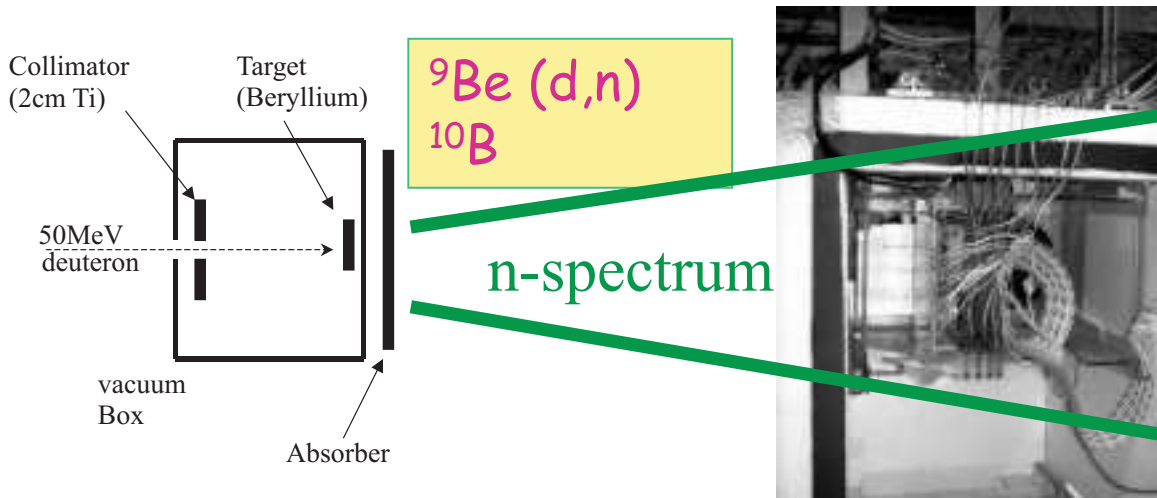 Collimator
(2cm Ti)
Target
(Beryllium)
⁹Be (d,n)
¹⁰B
50MeV
deuteron
n-spectrum
vacuum
Box
Absorber